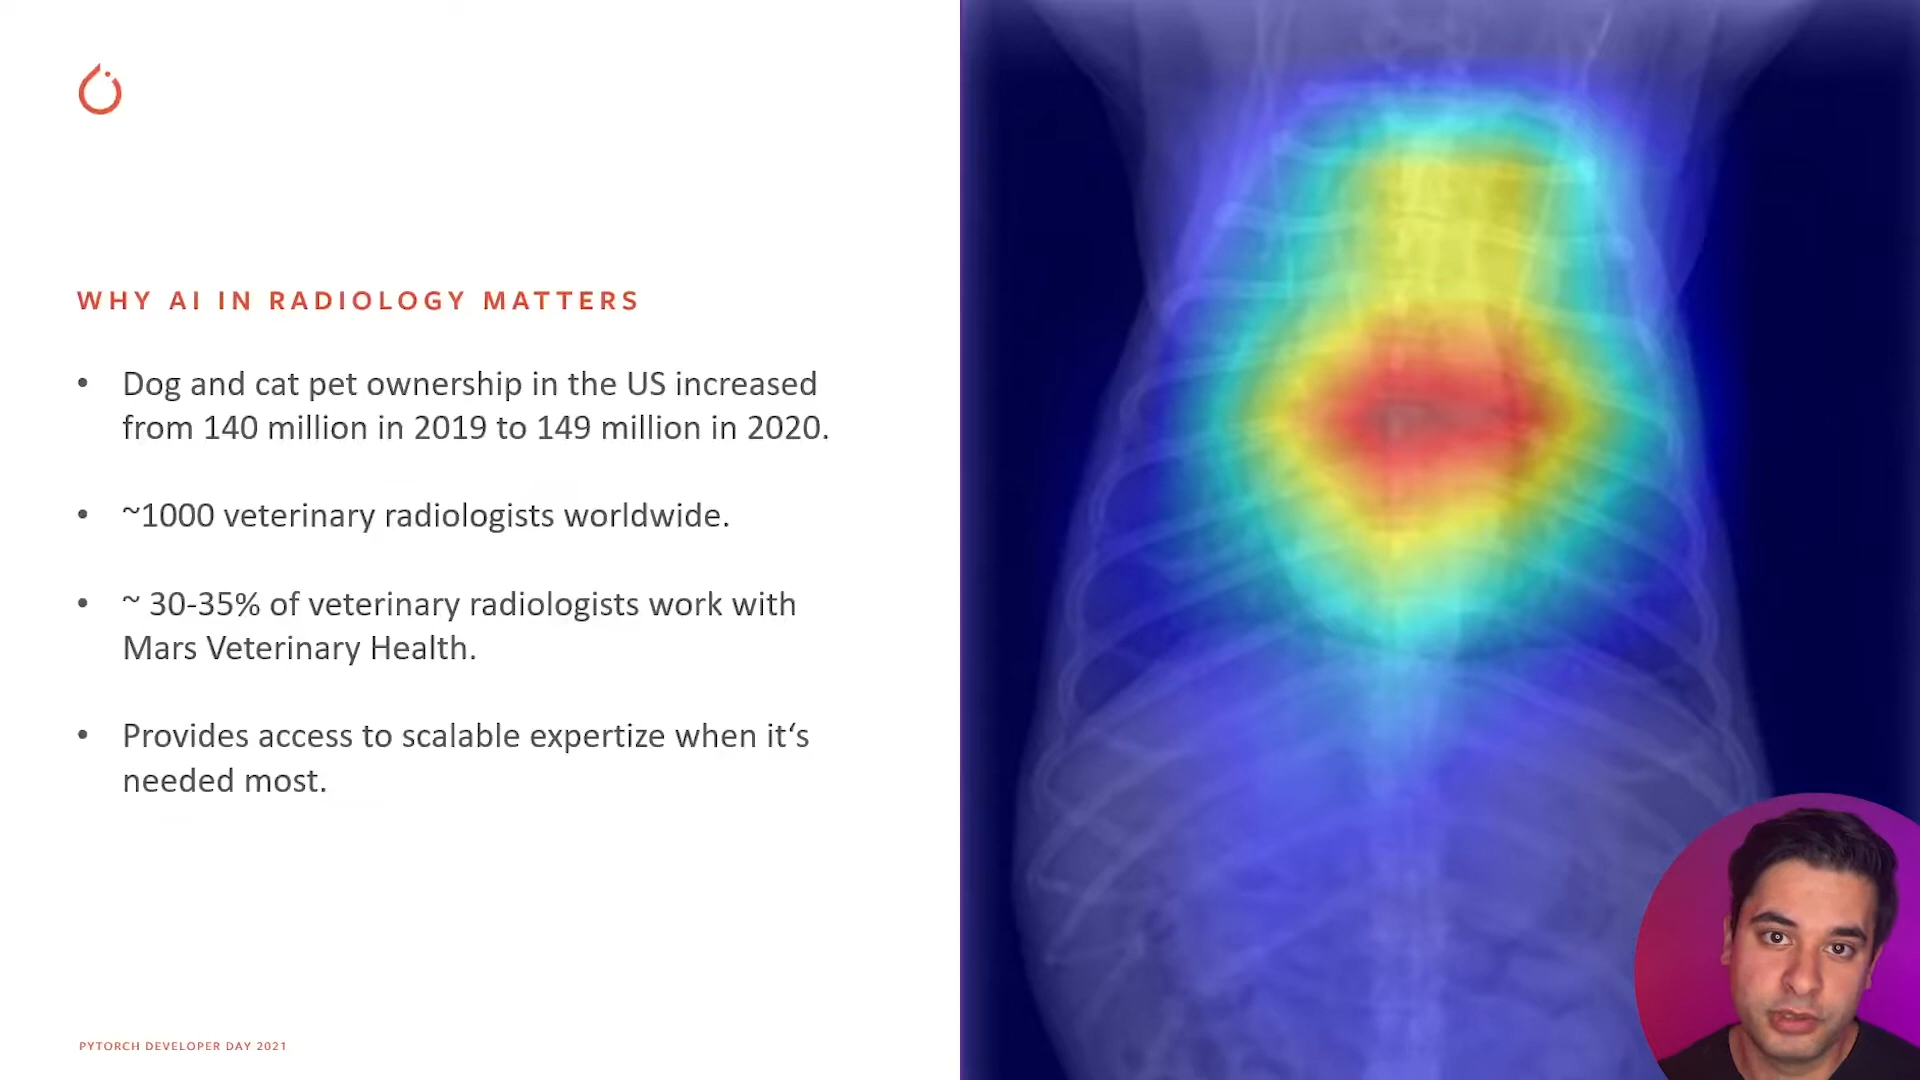 WHY AI IN RADIOLOGY MATTERS
• Dog and cat pet ownership in the US increased
from 140 million in 2019 to 149 million in 2020.
• ~1000 veterinary radiologists worldwide.
• ~ 30-35% of veterinary radiologists work with
Mars Veterinary Health.
• Provides access to scalable expertize when it‘s
needed most.
PYTORCH DEVELOPER DAY 2021